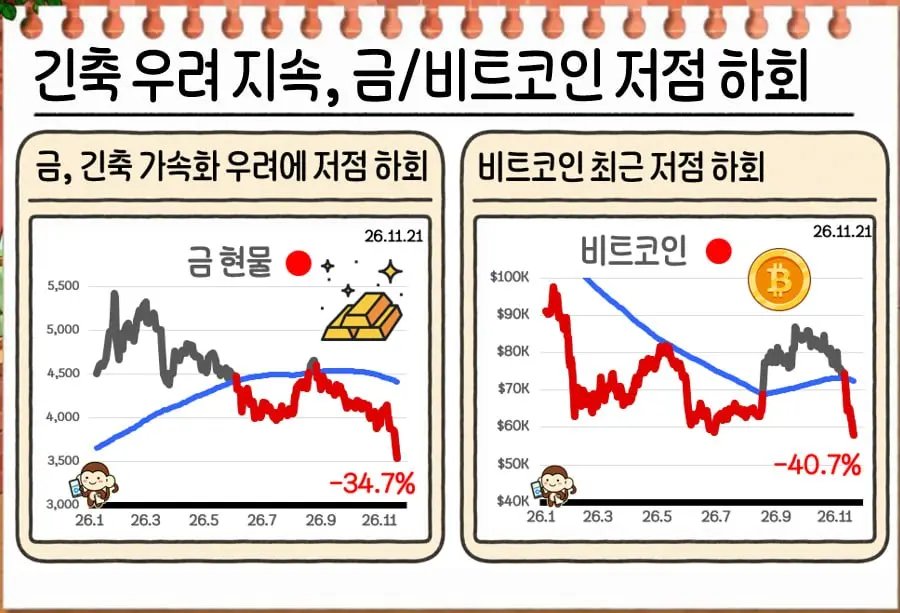 긴축 우려 지속, 금/비트코인 저점 하회
금, 긴축 가속화 우려에 저점 하회
26.11.21
금 현물
5,500
5,000
4,500
4,000
3,500
3,000
-34.7%
26.1 26.3 26.5 26.7 26.9 26.11
비트코인 최근 저점 하회
26.11.21
비트코인
$100K
$90K
$80K
$70K
$60K
$50K
$40K
-40.7%
26.1 26.3 26.5 26.7 26.9 26.11